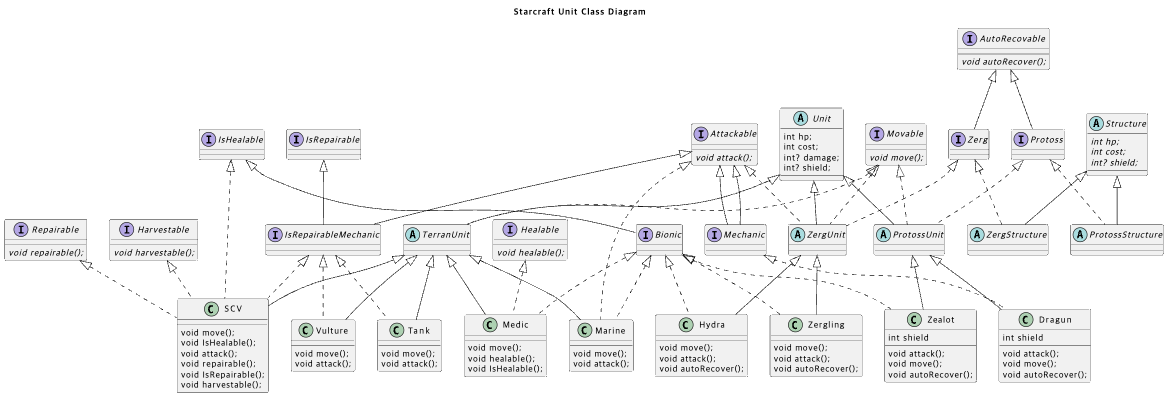 Starcraft Unit Class Diagram
I AutoRecovable
void autoRecover();
I IsHealable
I IsRepairable
I Attackable
void attack();
A Unit
int hp;
int cost;
int? damage;
int? shield;
I Movable
void move();
I Zerg
I Protoss
A Structure
int hp;
int cost;
int? shield;
I Repairable
void repairable();
I Harvestable
void harvestable();
I IsRepairableMechanic
A TerranUnit
I Healable
void healable();
I Bionic
I Mechanic
A ZergUnit
A ProtossUnit
A ZergStructure
A ProtossStructure
C SCV
void move();
void IsHealable();
void attack();
void repairable();
void IsRepairable();
void harvestable();
C Vulture
void move();
void attack();
C Tank
void move();
void attack();
C Medic
void move();
void healable();
void IsHealable();
C Marine
void move();
void attack();
C Hydra
void move();
void attack();
void autoRecover();
C Zergling
void move();
void attack();
void autoRecover();
C Zealot
int shield
void attack();
void move();
void autoRecover();
C Dragun
int shield
void attack();
void move();
void autoRecover();